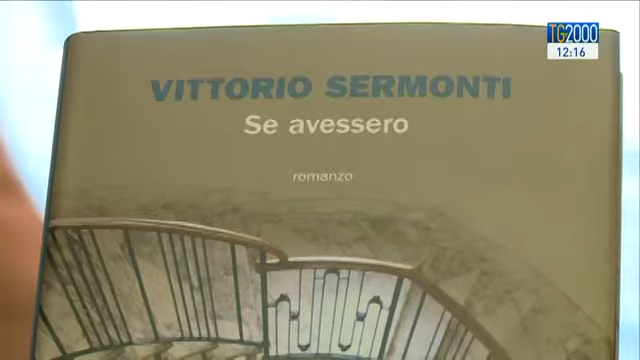 TG2000
12:16
VITTORIO SERMONTI
Se avessero
romanzo